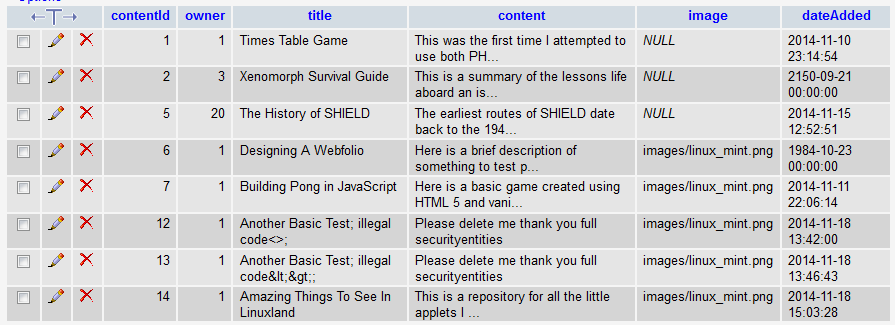 Options
←T→ contentId owner title content image dateAdded
1 1 Times Table Game This was the first time I attempted to NULL 2014-11-10
use both PH... 23:14:54
2 3 Xenomorph Survival Guide This is a summary of the lessons life NULL 2150-09-21
aboard an is... 00:00:00
5 20 The History of SHIELD The earliest routes of SHIELD date NULL 2014-11-15
back to the 194... 12:52:51
6 1 Designing A Webfolio Here is a brief description of images/linux_mint.png 1984-10-23
something to test p... 00:00:00
7 1 Building Pong in JavaScript Here is a basic game created using images/linux_mint.png 2014-11-11
HTML 5 and vani... 22:06:14
12 1 Another Basic Test; illegal Please delete me thank you full images/linux_mint.png 2014-11-18
code<>; securityentities 13:42:00
13 1 Another Basic Test; illegal Please delete me thank you full images/linux_mint.png 2014-11-18
code&lt;&gt;; securityentities 13:46:43
14 1 Amazing Things To See In This is a repository for all the little images/linux_mint.png 2014-11-18
Linuxland applets I ... 15:03:28